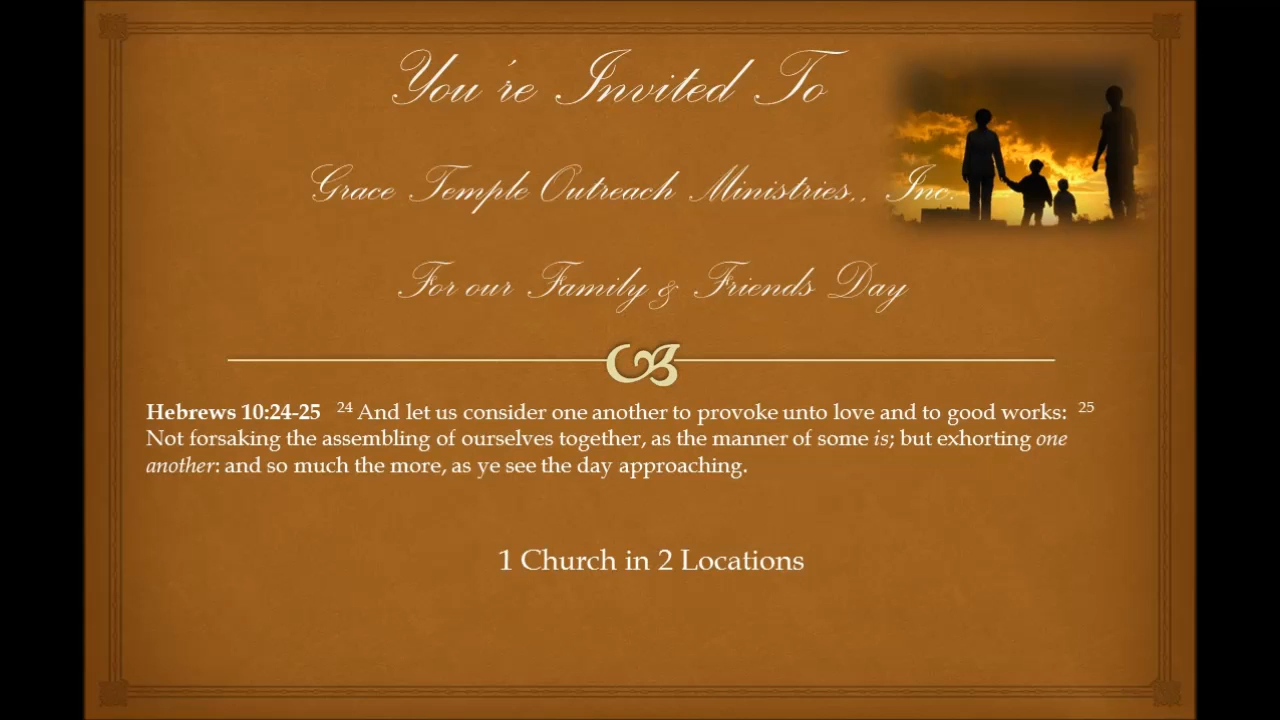 You're Invited To
Grace Temple Outreach Ministries,, Inc.
For our Family & Friends Day
Hebrews 10:24-25 24 And let us consider one another to provoke unto love and to good works: 25
Not forsaking the assembling of ourselves together, as the manner of some is; but exhorting one
another: and so much the more, as ye see the day approaching.
1 Church in 2 Locations